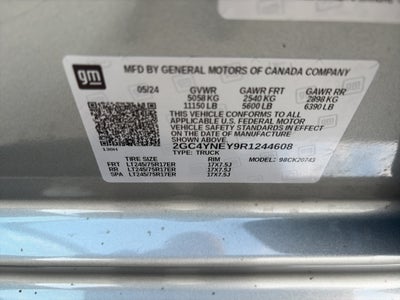 gm
MFD BY GENERAL MOTORS OF CANADA COMPANY
05/24 GVWR GAWR FRT GAWR RR
5058 KG 2540 KG 2898 KG
11150 LB 5600 LB 6390 LB
THIS VEHICLE CONFORMS TO ALL
APPLICABLE U.S. FEDERAL MOTOR
VEHICLE SAFETY STANDARDS IN EFFECT
ON THE DATE OF MANUFACTURE
SHOWN ABOVE.
2GC4YNEY9R1244608
TYPE: TRUCK MODEL: 98CK20743
TIRE SIZE RIM
FRT LT245/75R17ER 17X7.5J
RR LT245/75R17ER 17X7.5J
SPA LT245/75R17ER 17X7.5J